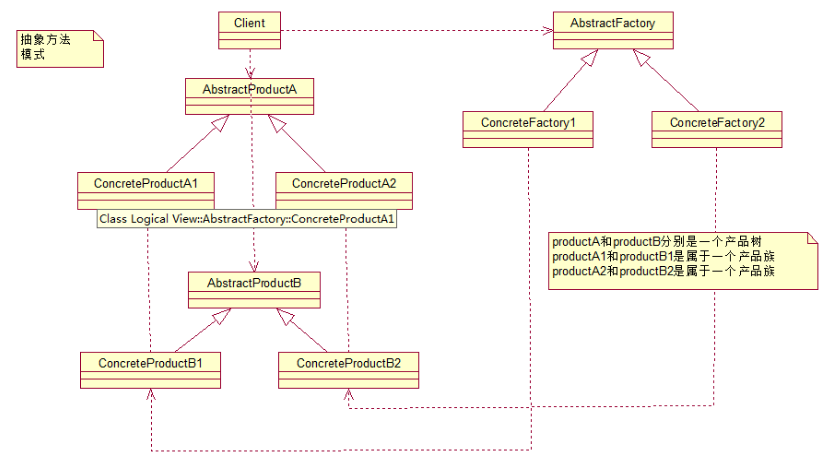 抽象方法
模式
Client
AbstractFactory
AbstractProductA
ConcreteFactory1
ConcreteFactory2
ConcreteProductA1
ConcreteProductA2
Class Logical View::AbstractFactory::ConcreteProductA1
productA和productB分别是一个产品树
productA1和productB1是属于一个产品族
productA2和productB2是属于一个产品族
AbstractProductB
ConcreteProductB1
ConcreteProductB2